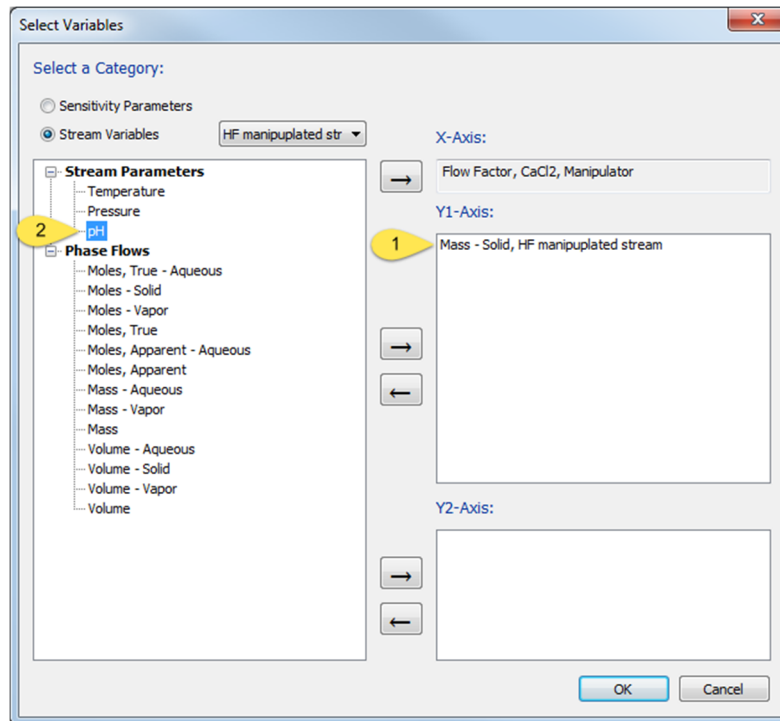 Select Variables
x
Select a Category:
Sensitivity Parameters
Stream Variables
HF manipuplated str
Stream Parameters
Temperature
Pressure
2
pH
Phase Flows
Moles, True - Aqueous
Moles - Solid
Moles - Vapor
Moles, True
Moles, Apparent - Aqueous
Moles, Apparent
Mass - Aqueous
Mass - Vapor
Mass
Volume - Aqueous
Volume - Solid
Volume - Vapor
Volume
X-Axis:
Flow Factor, CaCl2, Manipulator
Y1-Axis:
1
Mass - Solid, HF manipuplated stream
Y2-Axis:
OK
Cancel